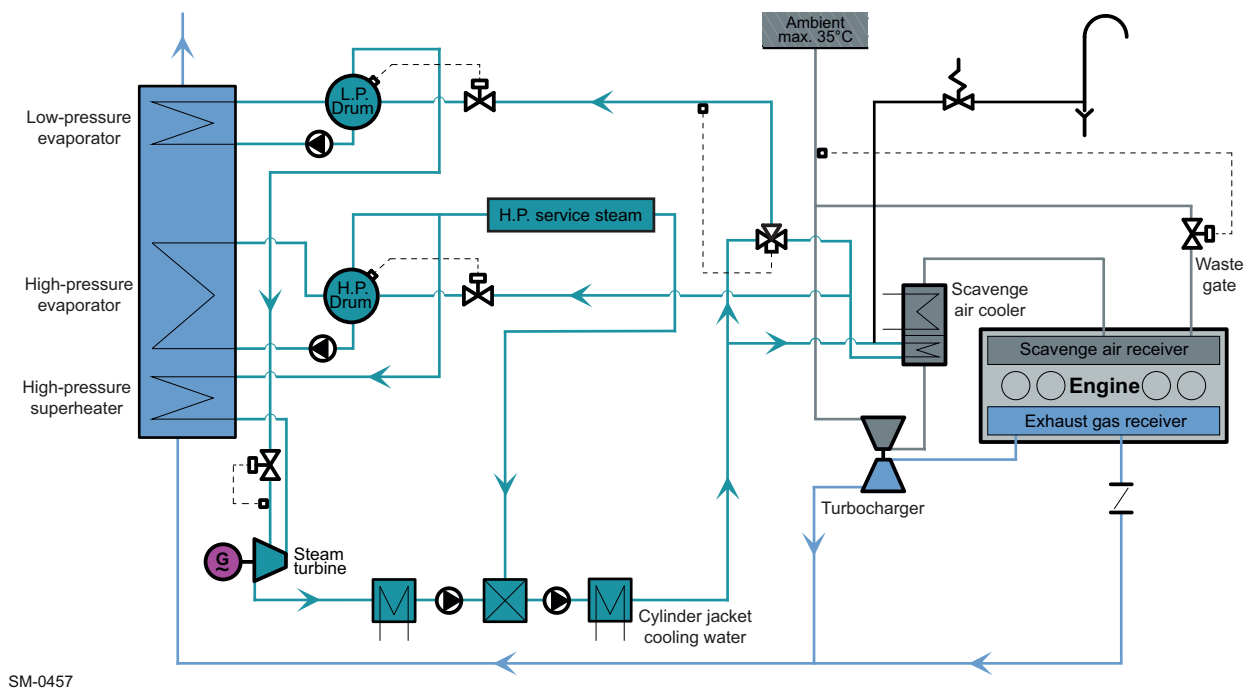 Ambient
max. 35°C
Low-pressure
evaporator
L.P.
Drum
H.P. service steam
High-pressure
evaporator
H.P.
Drum
Waste
gate
Scavenge
air cooler
Scavenge air receiver
Engine
Exhaust gas receiver
High-pressure
superheater
Turbocharger
G
~
Steam
turbine
Cylinder jacket
cooling water
SM-0457